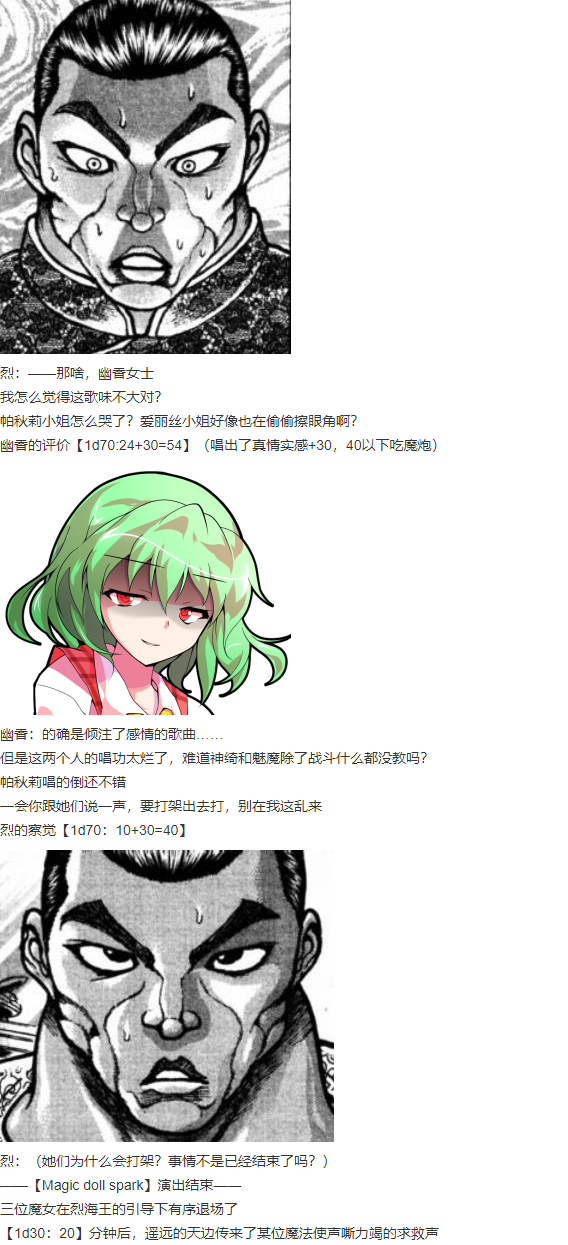 烈：——那啥，幽香女士
我怎么觉得这歌味不大对？
帕秋莉小姐怎么哭了？爱丽丝小姐好像也在偷偷擦眼角啊？
幽香的评价【1d70:24+30=54】（唱出了真情实感+30，40以下吃魔炮）
幽香：的确是倾注了感情的歌曲……
但是这两个人的唱功太烂了，难道神绮和魅魔除了战斗什么都没教吗？
帕秋莉唱的倒还不错
一会你跟她们说一声，要打架出去打，别在我这乱来
烈的察觉【1d70：10+30=40】
烈：（她们为什么会打架？事情不是已经结束了吗？）
——【Magic doll spark】演出结束——
三位魔女在烈海王的引导下有序退场了
【1d30：20】分钟后，遥远的天边传来了某位魔法使声嘶力竭的求救声